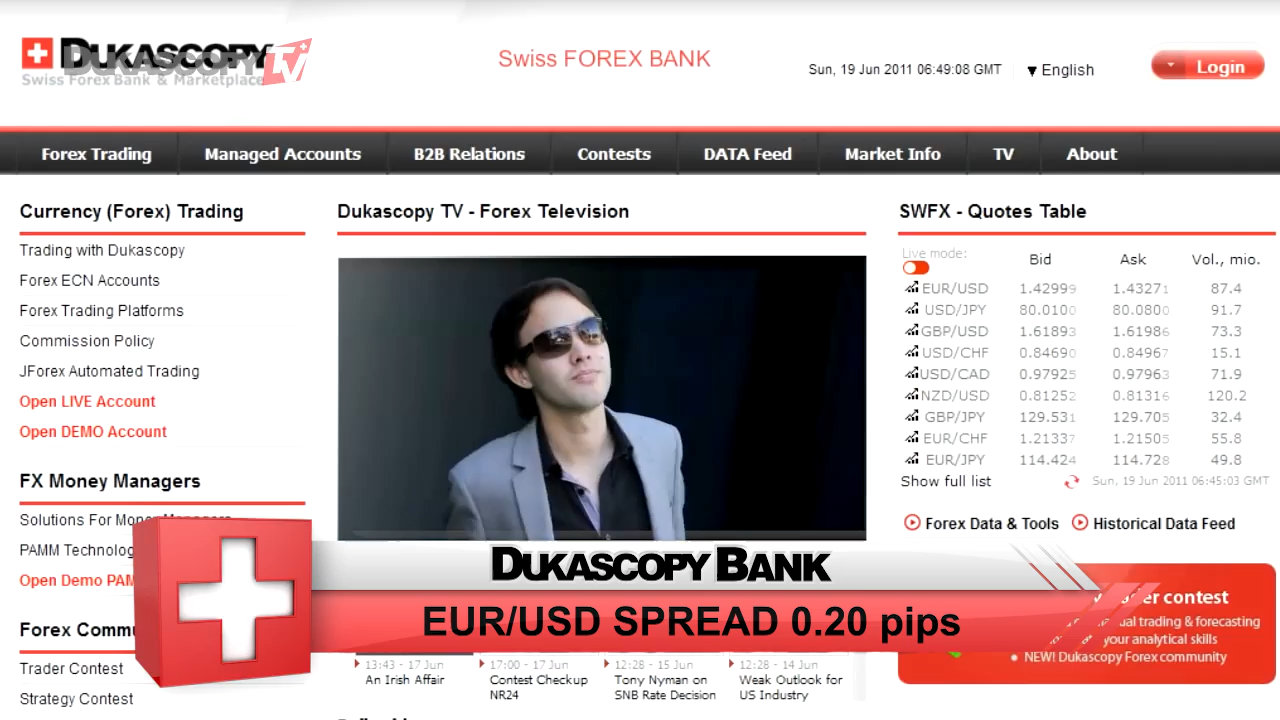 DUKASCOPY TV
Swiss Forex Bank & Marketplace
Swiss FOREX BANK
Sun, 19 Jun 2011 06:49:08 GMT
English
Login
Forex Trading
Managed Accounts
B2B Relations
Contests
DATA Feed
Market Info
TV
About
Currency (Forex) Trading
Trading with Dukascopy
Forex ECN Accounts
Forex Trading Platforms
Commission Policy
JForex Automated Trading
Open LIVE Account
Open DEMO Account
FX Money Managers
Solutions For Money Managers
PAMM Technolog
Open Demo PAM
Forex Commu
Trader Contest
Strategy Contest
Dukascopy TV - Forex Television
SWFX - Quotes Table
Live mode:
Bid Ask Vol., mio.
EUR/USD 1.42999 1.43271 87.4
USD/JPY 80.0100 80.0800 91.7
GBP/USD 1.61893 1.61986 73.3
USD/CHF 0.84690 0.84967 15.1
USD/CAD 0.97925 0.97963 71.9
NZD/USD 0.81252 0.81316 120.2
GBP/JPY 129.531 129.705 32.4
EUR/CHF 1.21337 1.21505 55.8
EUR/JPY 114.424 114.728 49.8
Show full list
Sun, 19 Jun 2011 06:45:03 GMT
Forex Data & Tools
Historical Data Feed
DUKASCOPY BANK
EUR/USD SPREAD 0.20 pips
contest
trading & forecasting
your analytical skills
NEW! Dukascopy Forex community
13:43 - 17 Jun
An Irish Affair
17:00 - 17 Jun
Contest Checkup
NR24
12:28 - 15 Jun
Tony Nyman on
SNB Rate Decision
12:28 - 14 Jun
Weak Outlook for
US Industry